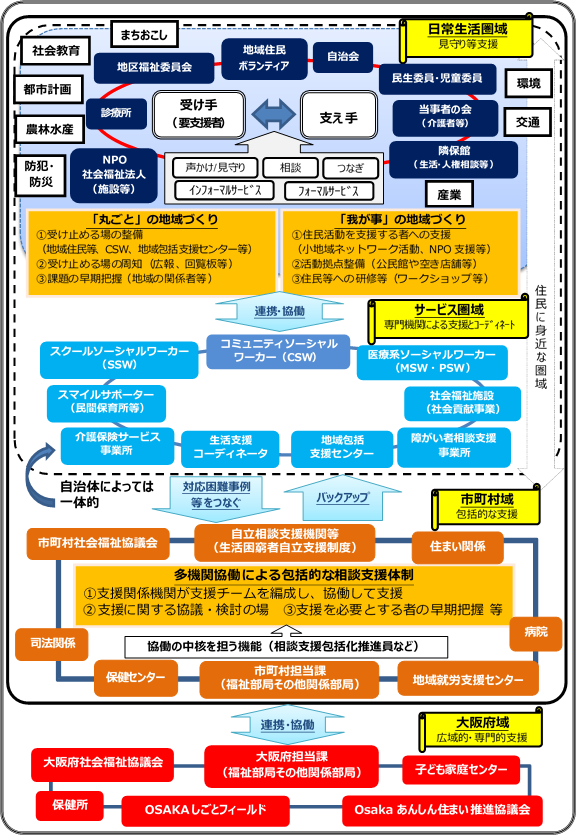 日常生活圏域
見守り等支援
まちおこし
社会教育
地域住民
ボランティア
自治会
地区福祉委員会
民生委員・児童委員
都市計画
環境
診療所
受け手
(要支援者)
支え手
当事者の会
(介護者等)
交通
農林水産
隣保館
(生活・人権相談等)
防犯・
防災
NPO
社会福祉法人
(施設等)
声かけ/見守り
相談
つなぎ
インフォーマルサービス
フォーマルサービス
産業
「丸ごと」の地域づくり
①受け止める場の整備
(地域住民等、CSW、地域包括支援センター等)
②受け止める場の周知(広報、回覧板等)
③課題の早期把握(地域の関係者等)
「我が事」の地域づくり
①住民活動を支援する者への支援
(小地域ネットワーク活動、NPO支援等)
②活動拠点整備(公民館や空き店舗等)
③住民等への研修等(ワークショップ等)
住民に身近な圏域
連携・協働
サービス圏域
専門機関による支援とコーディネート
スクールソーシャルワーカー
(SSW)
コミュニティソーシャル
ワーカー(CSW)
医療系ソーシャルワーカー
(MSW・PSW)
スマイルサポーター
(民間保育所等)
社会福祉施設
(社会貢献事業)
介護保険サービス
事業所
生活支援
コーディネータ
地域包括
支援センター
障がい者相談支援
事業所
自治体によっては
一体的
対応困難事例
等をつなぐ
バックアップ
市町村域
包括的な支援
市町村社会福祉協議会
自立相談支援機関等
(生活困窮者自立支援制度)
住まい関係
多機関協働による包括的な相談支援体制
①支援関係機関が支援チームを編成し、協働して支援
②支援に関する協議・検討の場 ③支援を必要とする者の早期把握 等
病院
司法関係
協働の中核を担う機能(相談支援包括化推進員など)
保健センター
市町村担当課
(福祉部局その他関係部局)
地域就労支援センター
連携・協働
大阪府域
広域的・専門的支援
大阪府社会福祉協議会
大阪府担当課
(福祉部局その他関係部局)
子ども家庭センター
保健所
OSAKAしごとフィールド
Osakaあんしん住まい推進協議会